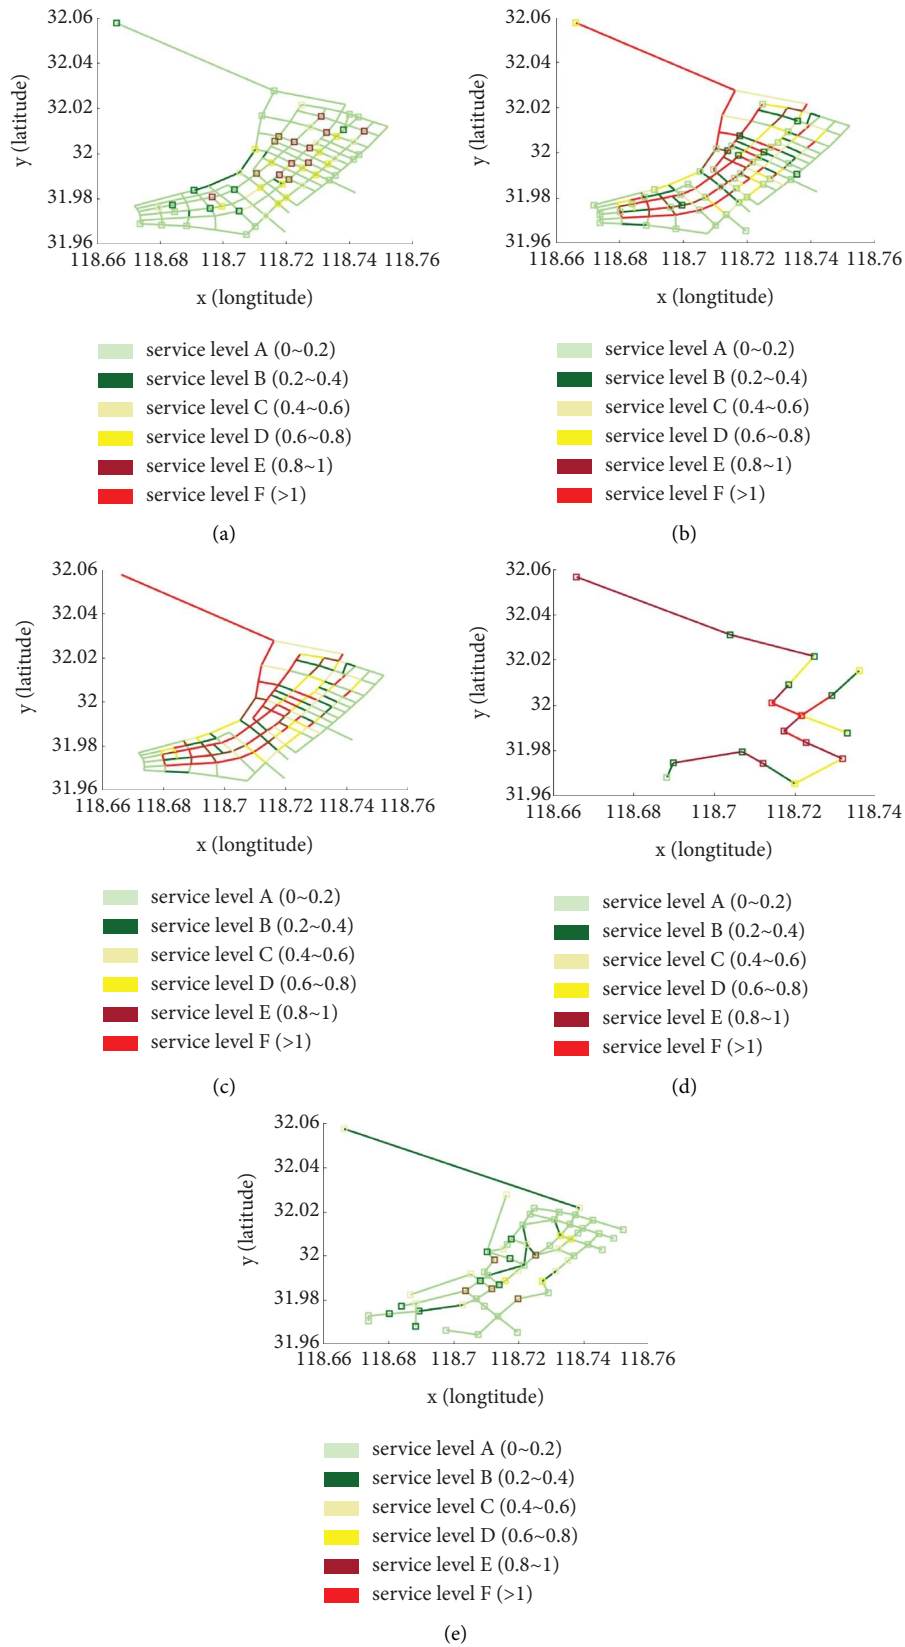 32.06
32.04
32.02
32
31.98
31.96
y (latitude)
118.66 118.68 118.7 118.72 118.74 118.76
x (longtitude)
service level A (0~0.2)
service level B (0.2~0.4)
service level C (0.4~0.6)
service level D (0.6~0.8)
service level E (0.8~1)
service level F (>1)
(a)
32.06
32.04
32.02
32
31.98
31.96
y (latitude)
118.66 118.68 118.7 118.72 118.74 118.76
x (longtitude)
service level A (0~0.2)
service level B (0.2~0.4)
service level C (0.4~0.6)
service level D (0.6~0.8)
service level E (0.8~1)
service level F (>1)
(b)
32.06
32.04
32.02
32
31.98
31.96
y (latitude)
118.66 118.68 118.7 118.72 118.74 118.76
x (longtitude)
service level A (0~0.2)
service level B (0.2~0.4)
service level C (0.4~0.6)
service level D (0.6~0.8)
service level E (0.8~1)
service level F (>1)
(c)
32.06
32.04
32.02
32
31.98
31.96
y (latitude)
118.66 118.68 118.7 118.72 118.74
x (longtitude)
service level A (0~0.2)
service level B (0.2~0.4)
service level C (0.4~0.6)
service level D (0.6~0.8)
service level E (0.8~1)
service level F (>1)
(d)
32.06
32.04
32.02
32
31.98
31.96
y (latitude)
118.66 118.68 118.7 118.72 118.74 118.76
x (longtitude)
service level A (0~0.2)
service level B (0.2~0.4)
service level C (0.4~0.6)
service level D (0.6~0.8)
service level E (0.8~1)
service level F (>1)
(e)